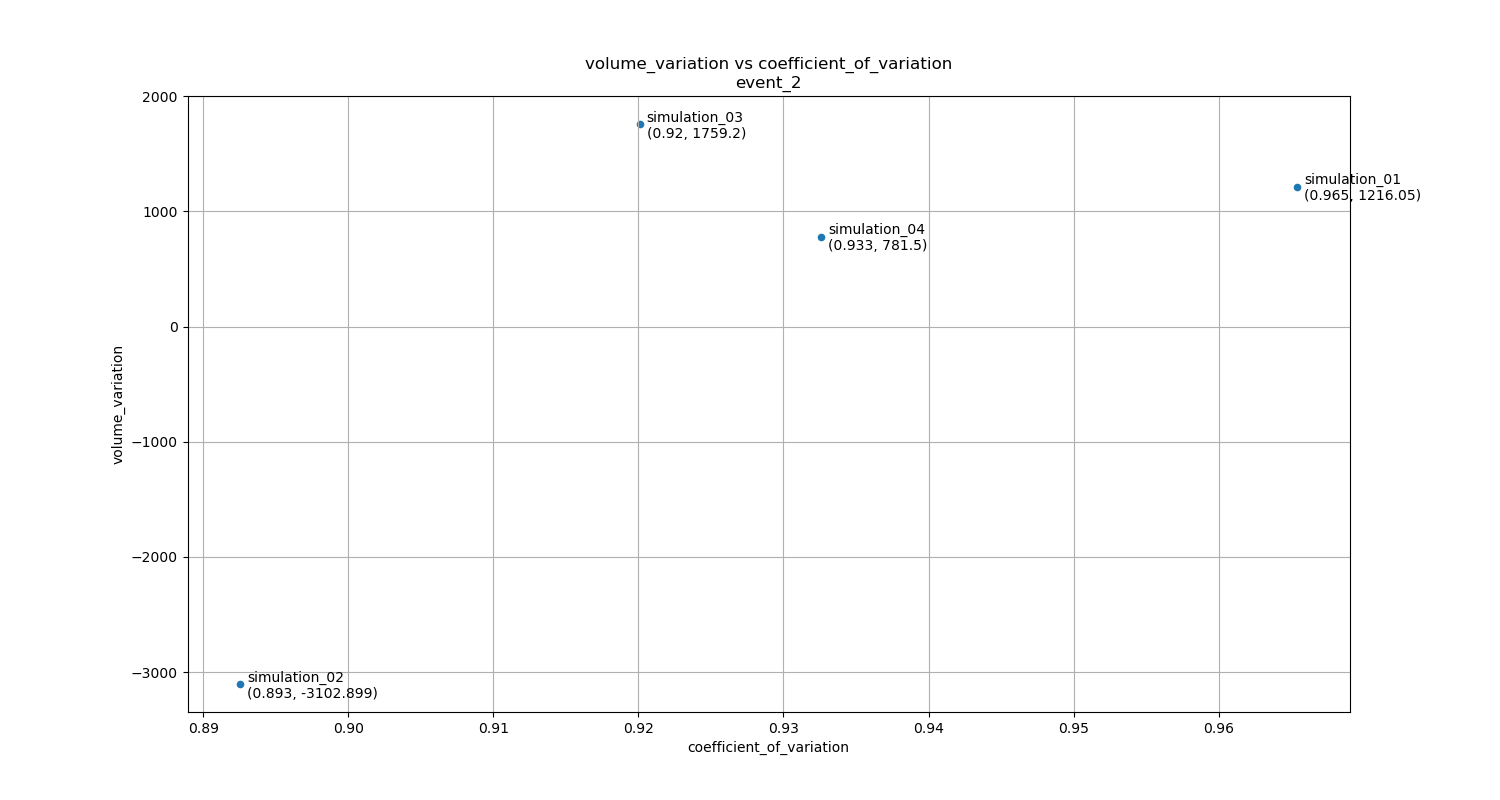 volume_variation vs coefficient_of_variation
event_2
2000
simulation_03
(0.92, 1759.2)
simulation_01
(0.965, 1216.05)
1000
simulation_04
(0.933, 781.5)
0
volume_variation
−1000
−2000
−3000
simulation_02
(0.893, -3102.899)
0.89 0.90 0.91 0.92 0.93 0.94 0.95 0.96
coefficient_of_variation